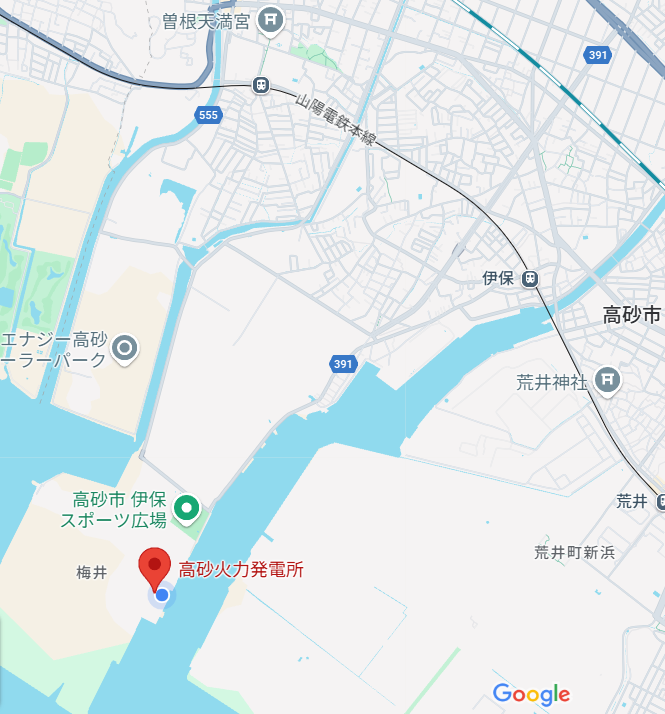 曽根天満宮
391
555
山陽電鉄本線
伊保
高砂市
エナジー高砂
ーラーパーク
391
荒井神社
高砂市 伊保
スポーツ広場
荒井
荒井町新浜
梅井
高砂火力発電所
Google